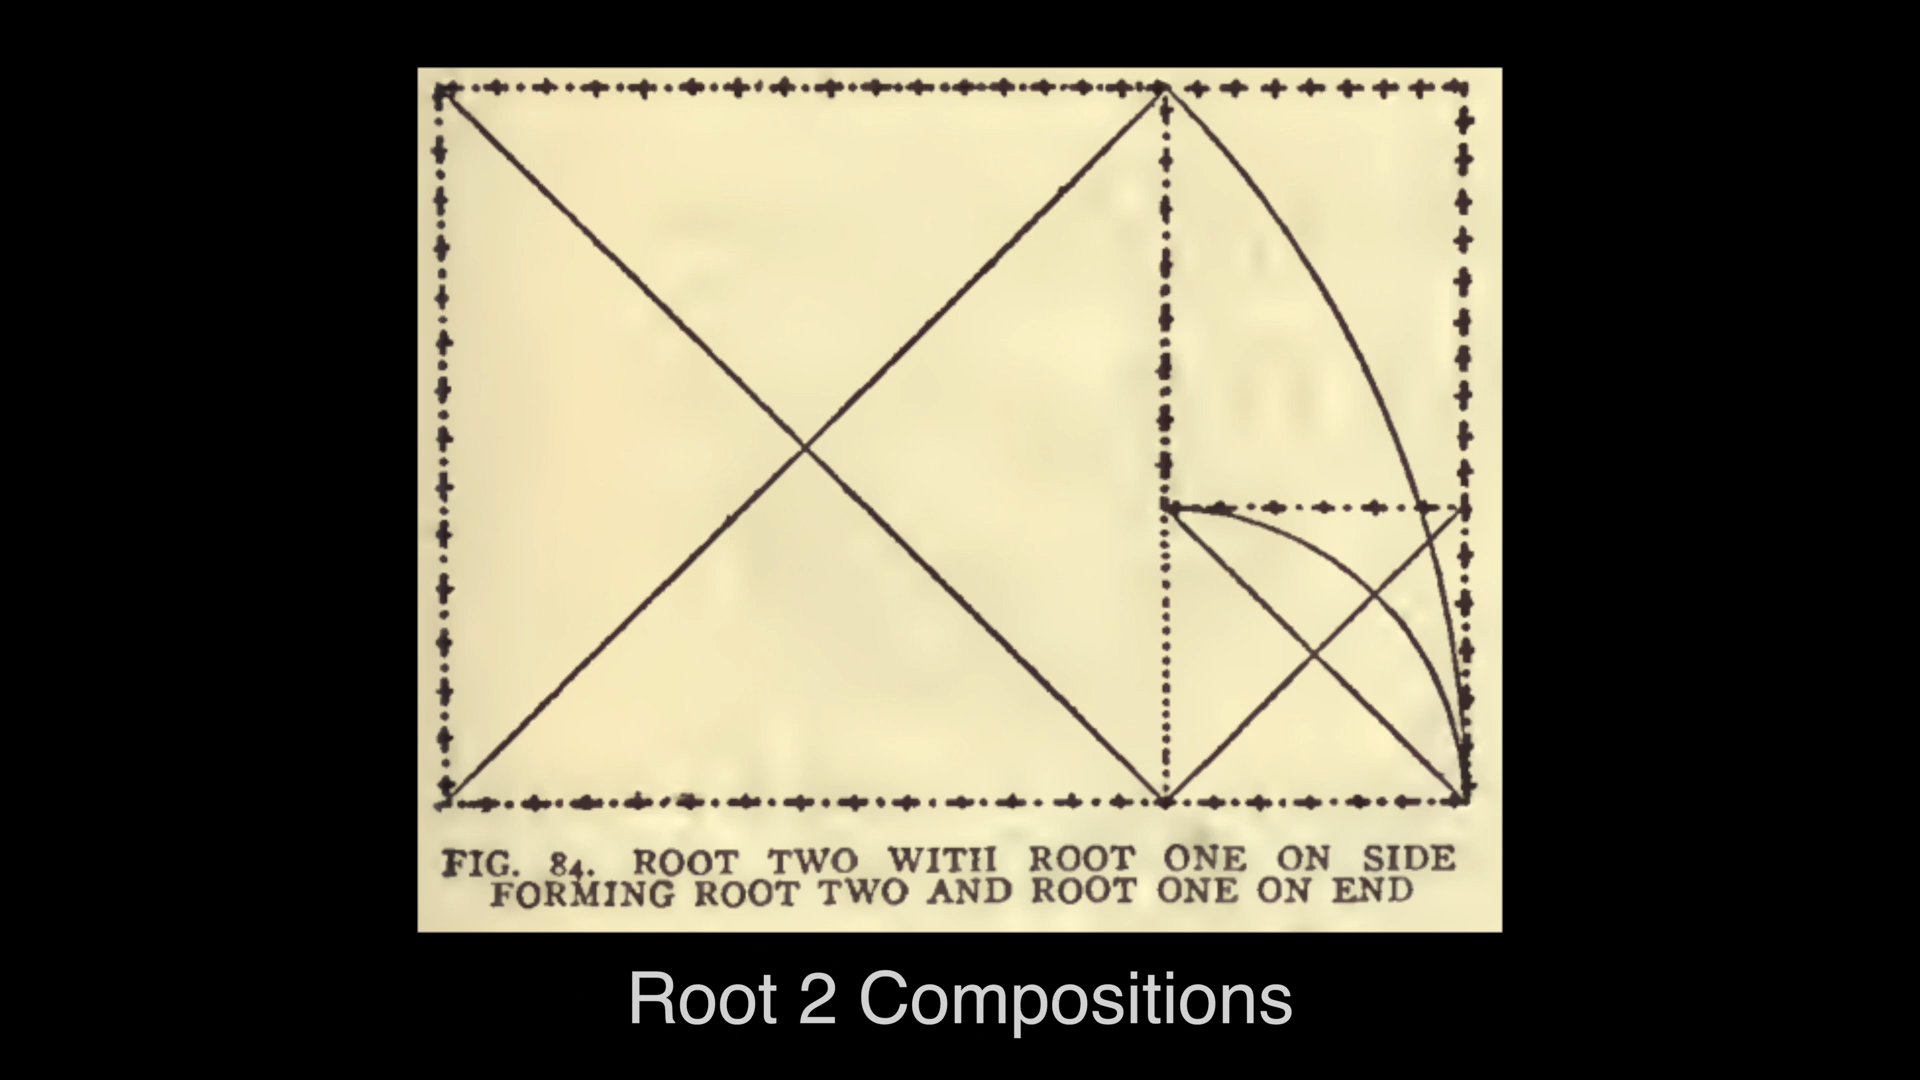 FIG. 84. ROOT TWO WITH ROOT ONE ON SIDE
FORMING ROOT TWO AND ROOT ONE ON END
Root 2 Compositions